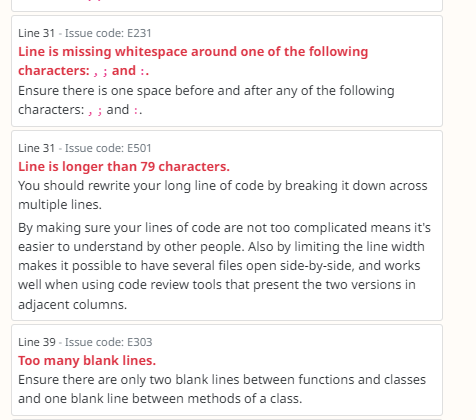 Line 31 - Issue code: E231
Line is missing whitespace around one of the following
characters: , ; and :.
Ensure there is one space before and after any of the following
characters: , ; and :.
Line 31 - Issue code: E501
Line is longer than 79 characters.
You should rewrite your long line of code by breaking it down across
multiple lines.
By making sure your lines of code are not too complicated means it's
easier to understand by other people. Also by limiting the line width
makes it possible to have several files open side-by-side, and works
well when using code review tools that present the two versions in
adjacent columns.
Line 39 - Issue code: E303
Too many blank lines.
Ensure there are only two blank lines between functions and classes
and one blank line between methods of a class.